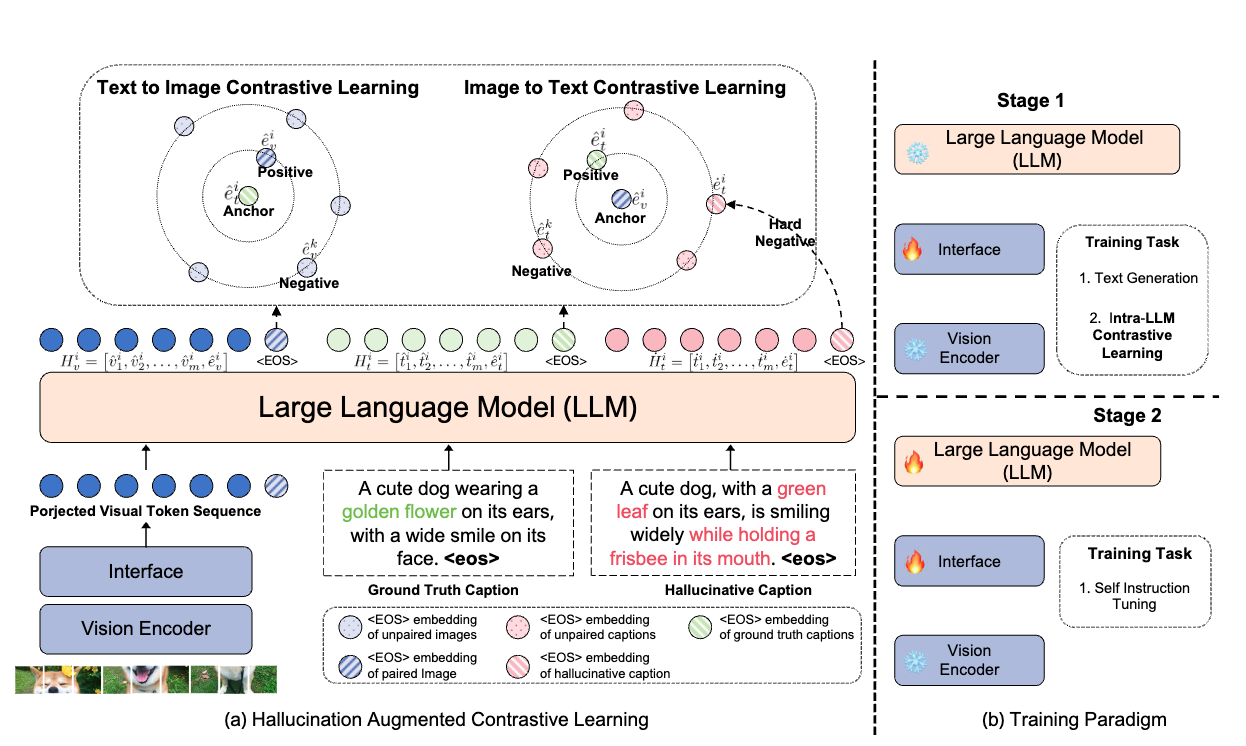 Text to Image Contrastive Learning
Image to Text Contrastive Learning
$\hat{e}_v^i$
Positive
$\hat{e}_t^i$
Anchor
$\hat{e}_v^k$
Negative
$\hat{e}_t^i$
Positive
$\hat{e}_v^i$
Anchor
$\dot{e}_t^i$
$\hat{e}_t^k$
Negative
Hard
Negative
$H_v^i = [\hat{v}_1^i, \hat{v}_2^i, \ldots, \hat{v}_m^i, \hat{e}_v^i]$
<EOS>
$H_t^i = [\hat{t}_1^i, \hat{t}_2^i, \ldots, \hat{t}_m^i, \hat{e}_t^i]$
<EOS>
$\dot{H}_t^i = [\dot{t}_1^i, \dot{t}_2^i, \ldots, \dot{t}_m^i, \dot{e}_t^i]$
<EOS>
Large Language Model (LLM)
Porjected Visual Token Sequence
Interface
Vision Encoder
A cute dog wearing a
golden flower on its ears,
with a wide smile on its
face. <eos>
Ground Truth Caption
A cute dog, with a green
leaf on its ears, is smiling
widely while holding a
frisbee in its mouth. <eos>
Hallucinative Caption
<EOS> embedding
of unpaired images
<EOS> embedding
of unpaired captions
<EOS> embedding
of ground truth captions
<EOS> embedding
of paired Image
<EOS> embedding
of hallucinative caption
(a) Hallucination Augmented Contrastive Learning
Stage 1
Large Language Model
(LLM)
Interface
Vision
Encoder
Training Task
1. Text Generation
2. Intra-LLM
Contrastive
Learning
Stage 2
Large Language Model
(LLM)
Interface
Vision
Encoder
Training Task
1. Self Instruction
Tuning
(b) Training Paradigm